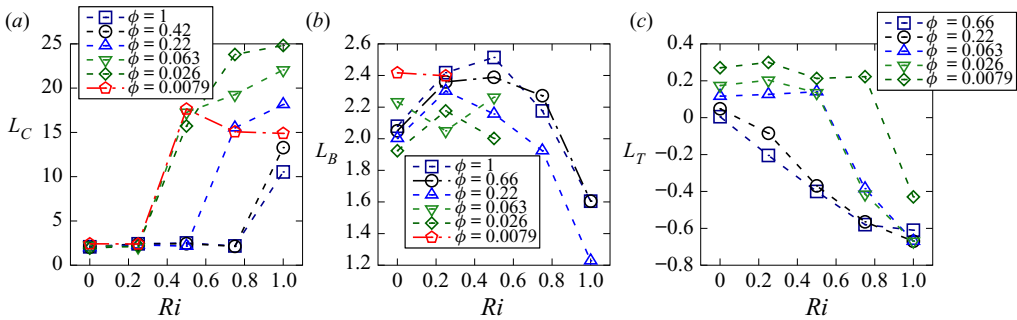 (a)
ϕ = 1
ϕ = 0.42
ϕ = 0.22
ϕ = 0.063
ϕ = 0.026
ϕ = 0.0079
25
20
15
10
5
0
L_C
0 0.2 0.4 0.6 0.8 1.0
Ri
(b)
2.6
2.4
2.2
2.0
1.8
1.6
1.4
1.2
L_B
ϕ = 1
ϕ = 0.66
ϕ = 0.22
ϕ = 0.063
ϕ = 0.026
ϕ = 0.0079
0 0.2 0.4 0.6 0.8 1.0
Ri
(c)
ϕ = 0.66
ϕ = 0.22
ϕ = 0.063
ϕ = 0.026
ϕ = 0.0079
0.4
0.2
0
−0.2
−0.4
−0.6
−0.8
L_T
0 0.2 0.4 0.6 0.8 1.0
Ri